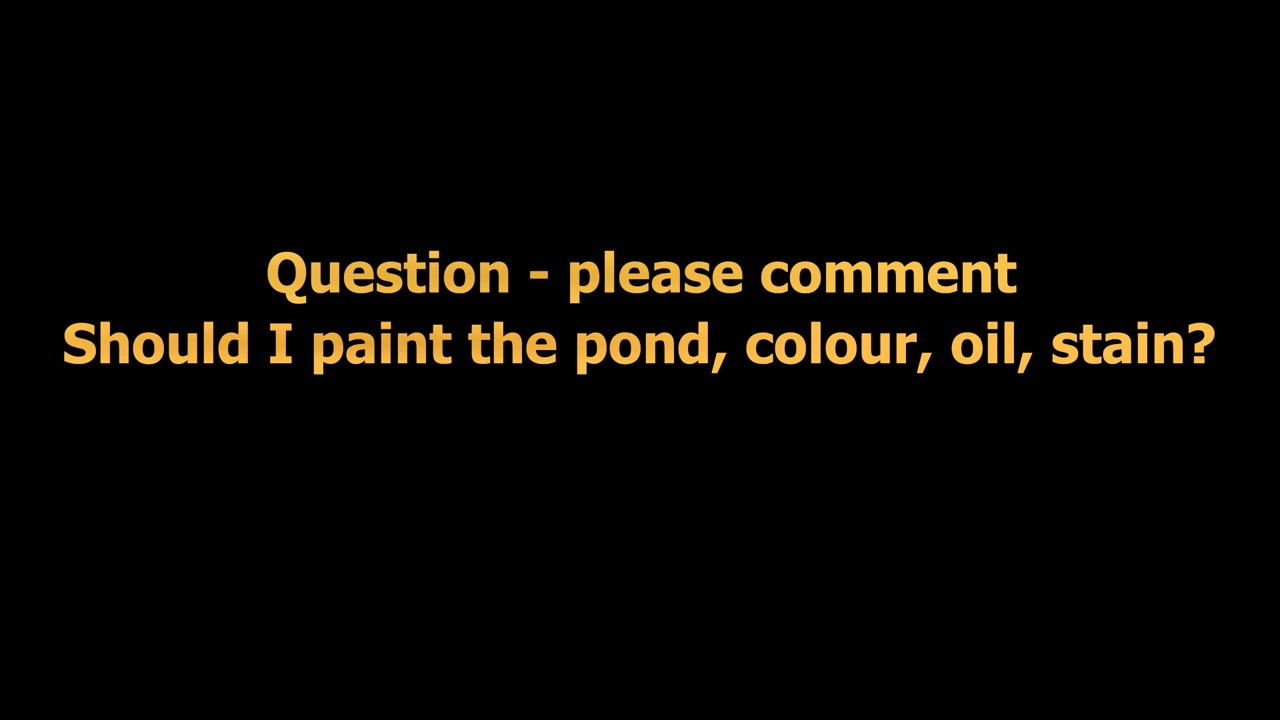 Question - please comment
Should I paint the pond, colour, oil, stain?